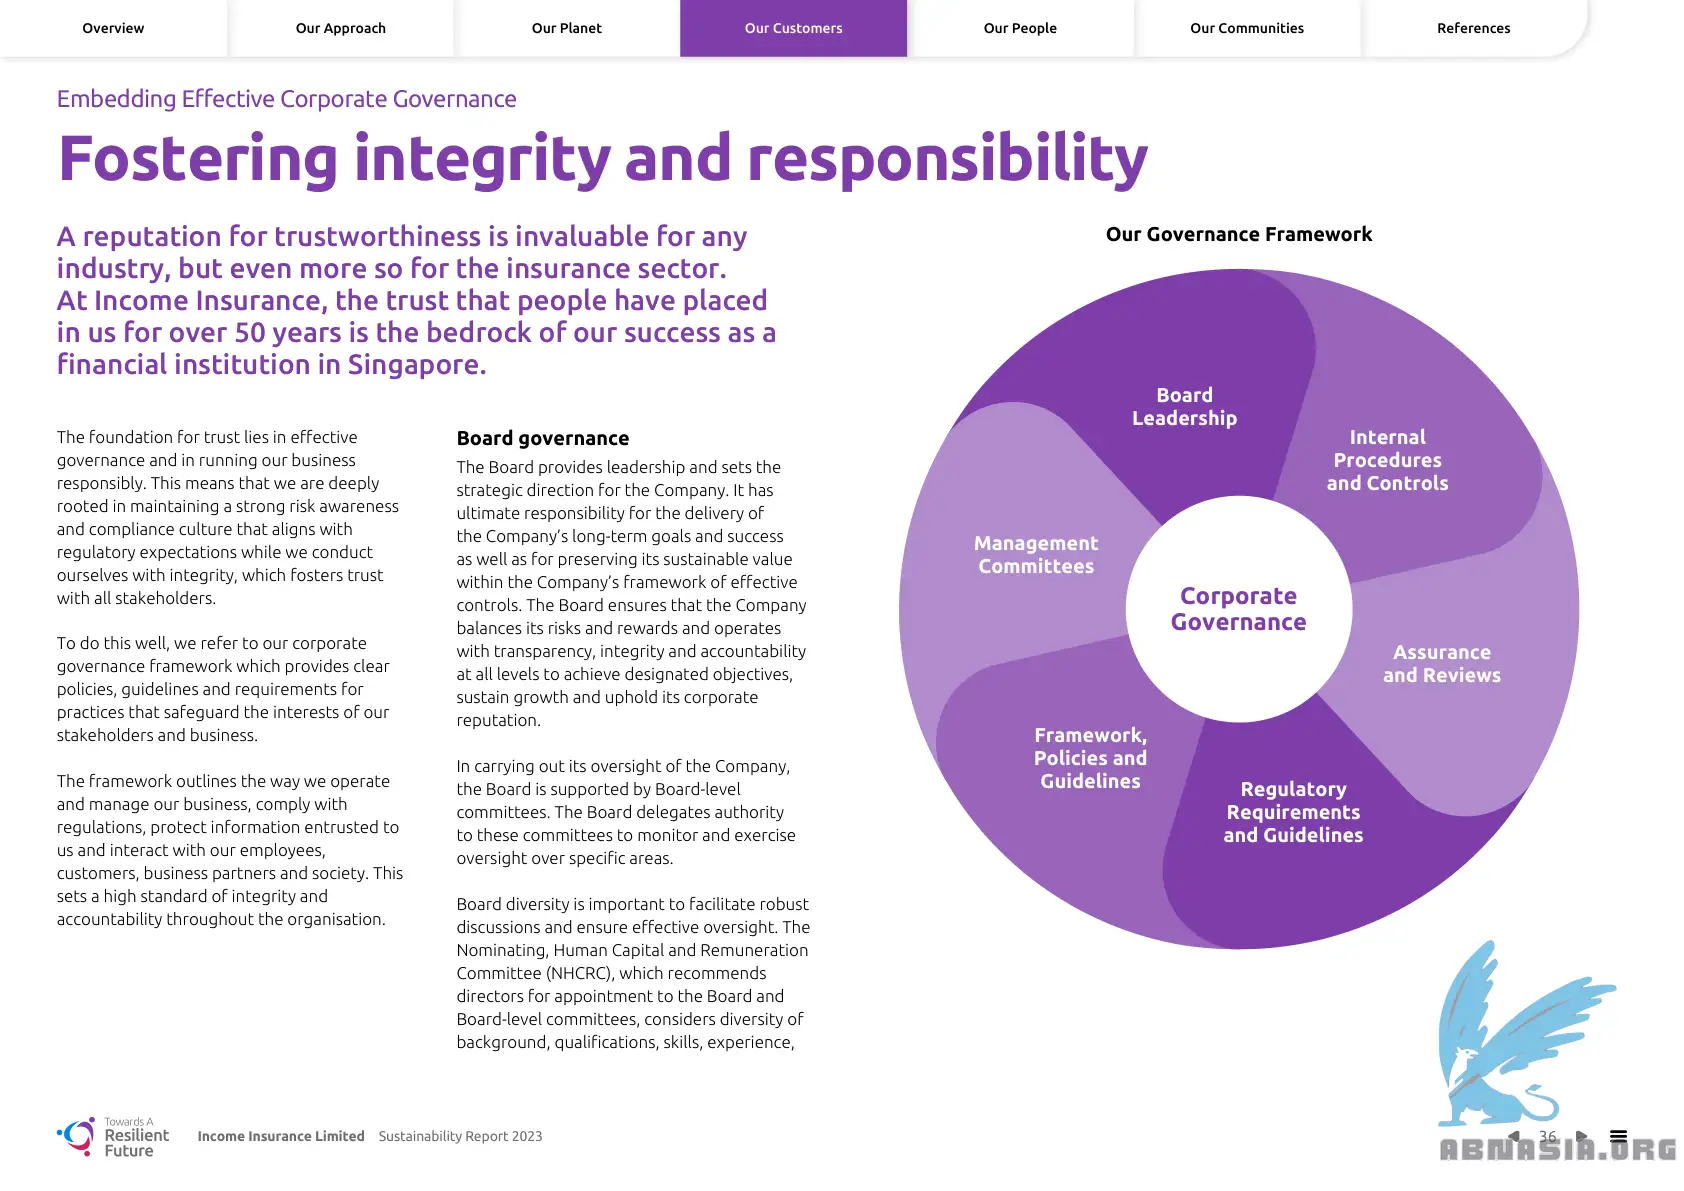 Overview
Our Approach
Our Planet
Our Customers
Our People
Our Communities
References
Embedding Effective Corporate Governance
Fostering integrity and responsibility
A reputation for trustworthiness is invaluable for any
industry, but even more so for the insurance sector.
At Income Insurance, the trust that people have placed
in us for over 50 years is the bedrock of our success as a
financial institution in Singapore.
The foundation for trust lies in effective
governance and in running our business
responsibly. This means that we are deeply
rooted in maintaining a strong risk awareness
and compliance culture that aligns with
regulatory expectations while we conduct
ourselves with integrity, which fosters trust
with all stakeholders.
To do this well, we refer to our corporate
governance framework which provides clear
policies, guidelines and requirements for
practices that safeguard the interests of our
stakeholders and business.
The framework outlines the way we operate
and manage our business, comply with
regulations, protect information entrusted to
us and interact with our employees,
customers, business partners and society. This
sets a high standard of integrity and
accountability throughout the organisation.
Board governance
The Board provides leadership and sets the
strategic direction for the Company. It has
ultimate responsibility for the delivery of
the Company's long-term goals and success
as well as for preserving its sustainable value
within the Company's framework of effective
controls. The Board ensures that the Company
balances its risks and rewards and operates
with transparency, integrity and accountability
at all levels to achieve designated objectives,
sustain growth and uphold its corporate
reputation.
In carrying out its oversight of the Company,
the Board is supported by Board-level
committees. The Board delegates authority
to these committees to monitor and exercise
oversight over specific areas.
Board diversity is important to facilitate robust
discussions and ensure effective oversight. The
Nominating, Human Capital and Remuneration
Committee (NHCRC), which recommends
directors for appointment to the Board and
Board-level committees, considers diversity of
background, qualifications, skills, experience,
Our Governance Framework
Board
Leadership
Internal
Procedures
and Controls
Management
Committees
Corporate
Governance
Assurance
and Reviews
Framework,
Policies and
Guidelines
Regulatory
Requirements
and Guidelines
Towards A
Resilient
Future
Income Insurance Limited Sustainability Report 2023
36
ABNASIA.ORG